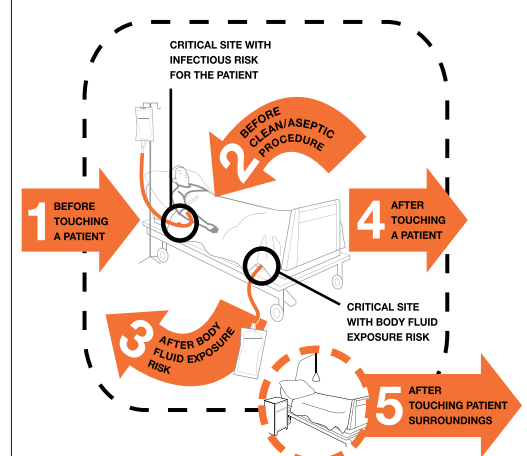 CRITICAL SITE WITH
INFECTIOUS RISK
FOR THE PATIENT
2
BEFORE
CLEAN/ASEPTIC
PROCEDURE
1
BEFORE
TOUCHING
A PATIENT
4
AFTER
TOUCHING
A PATIENT
CRITICAL SITE
WITH BODY FLUID
EXPOSURE RISK
3
AFTER BODY
FLUID EXPOSURE
RISK
5
AFTER
TOUCHING PATIENT
SURROUNDINGS